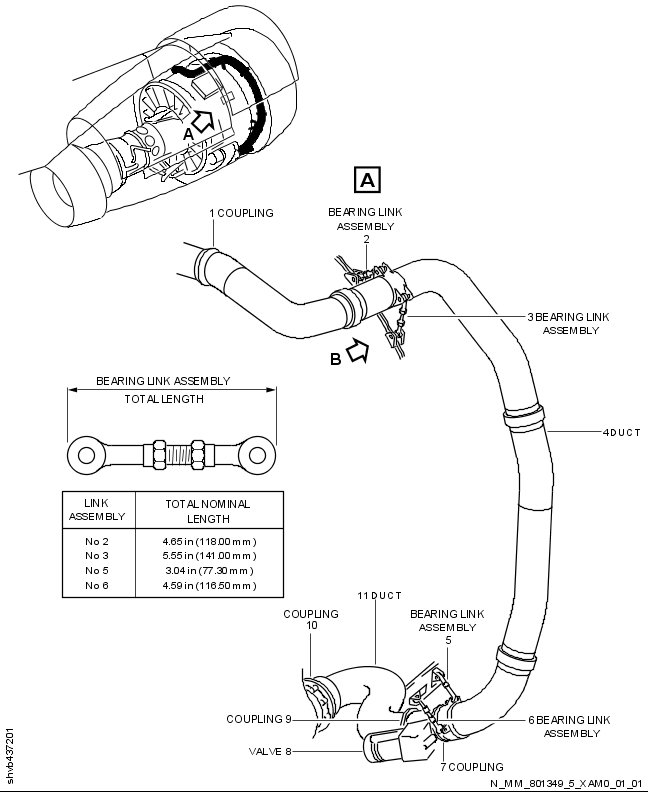 A
A
1 COUPLING
BEARING LINK
ASSEMBLY
2
3 BEARING LINK
ASSEMBLY
B
BEARING LINK ASSEMBLY
TOTAL LENGTH
4 DUCT
LINK
ASSEMBLY
TOTAL NOMINAL
LENGTH
No 2 4.65 in (118.00 mm)
No 3 5.55 in (141.00 mm)
No 5 3.04 in (77.30 mm)
No 6 4.59 in (116.50 mm)
11 DUCT
COUPLING
10
BEARING LINK
ASSEMBLY
5
COUPLING 9
6 BEARING LINK
ASSEMBLY
VALVE 8
7 COUPLING
shvb437201
N_MM_801349_5_XAM0_01_01